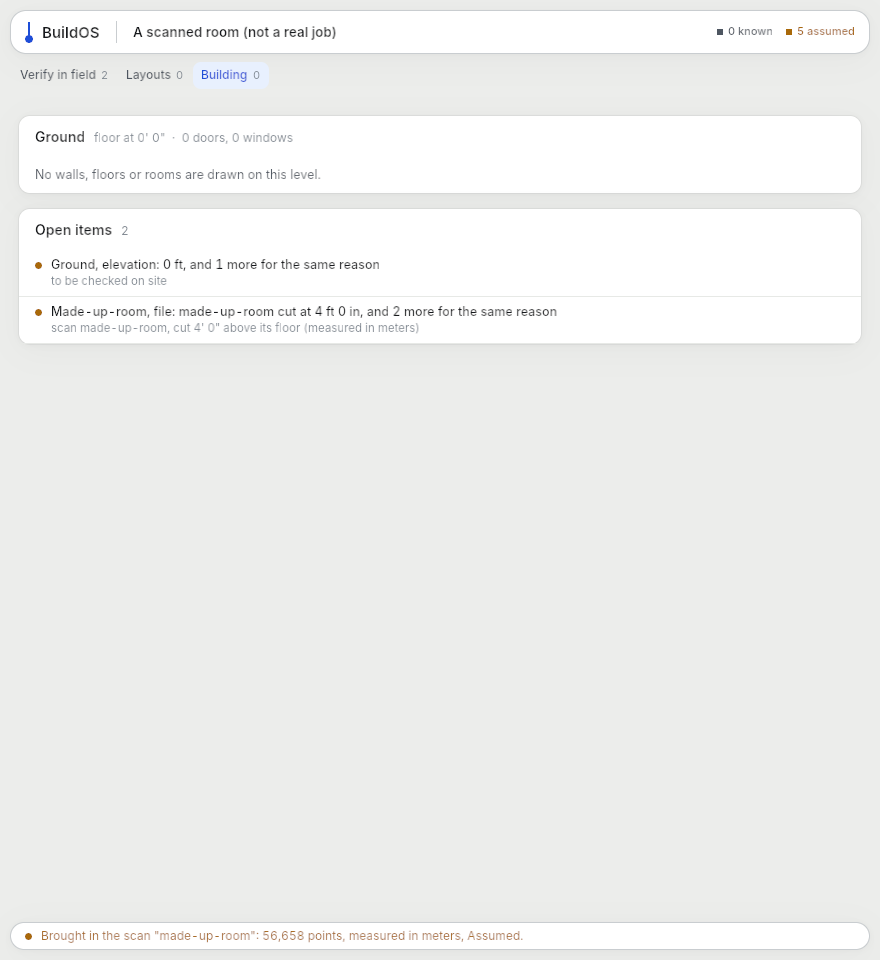 BuildOS
A scanned room (not a real job)
0 known
5 assumed
Verify in field 2
Layouts 0
Building 0
Ground floor at 0' 0" · 0 doors, 0 windows
No walls, floors or rooms are drawn on this level.
Open items 2
Ground, elevation: 0 ft, and 1 more for the same reason
to be checked on site
Made-up-room, file: made-up-room cut at 4 ft 0 in, and 2 more for the same reason
scan made-up-room, cut 4' 0" above its floor (measured in meters)
Brought in the scan "made-up-room": 56,658 points, measured in meters, Assumed.